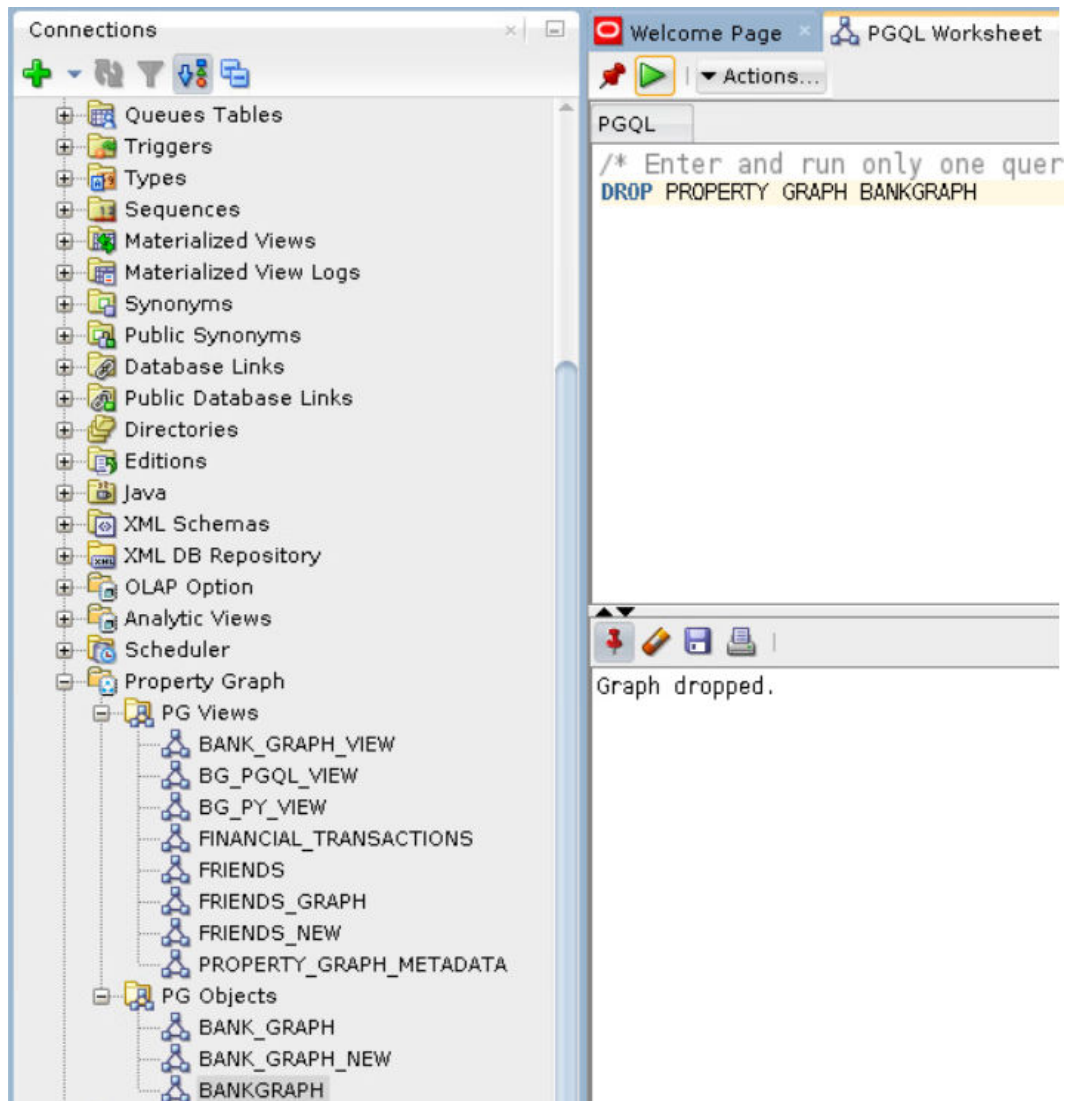 Connections
Queues Tables
Triggers
Types
Sequences
Materialized Views
Materialized View Logs
Synonyms
Public Synonyms
Database Links
Public Database Links
Directories
Editions
Java
XML Schemas
XML DB Repository
OLAP Option
Analytic Views
Scheduler
Property Graph
PG Views
BANK_GRAPH_VIEW
BG_PGQL_VIEW
BG_PY_VIEW
FINANCIAL_TRANSACTIONS
FRIENDS
FRIENDS_GRAPH
FRIENDS_NEW
PROPERTY_GRAPH_METADATA
PG Objects
BANK_GRAPH
BANK_GRAPH_NEW
BANKGRAPH
Welcome Page PGQL Worksheet
Actions...
PGQL
/* Enter and run only one quer
DROP PROPERTY GRAPH BANKGRAPH
Graph dropped.